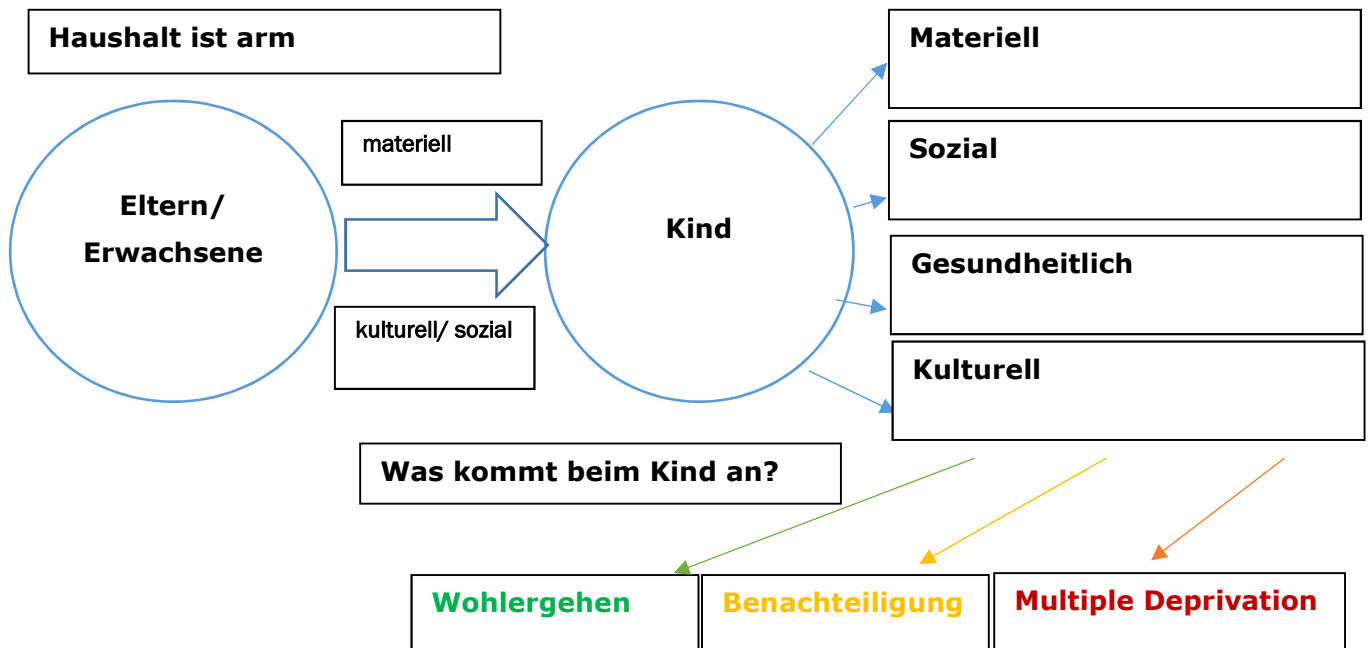 Haushalt ist arm
Eltern/
Erwachsene
materiell
kulturell/ sozial
Kind
Materiell
Sozial
Gesundheitlich
Kulturell
Was kommt beim Kind an?
Wohlergehen
Benachteiligung
Multiple Deprivation